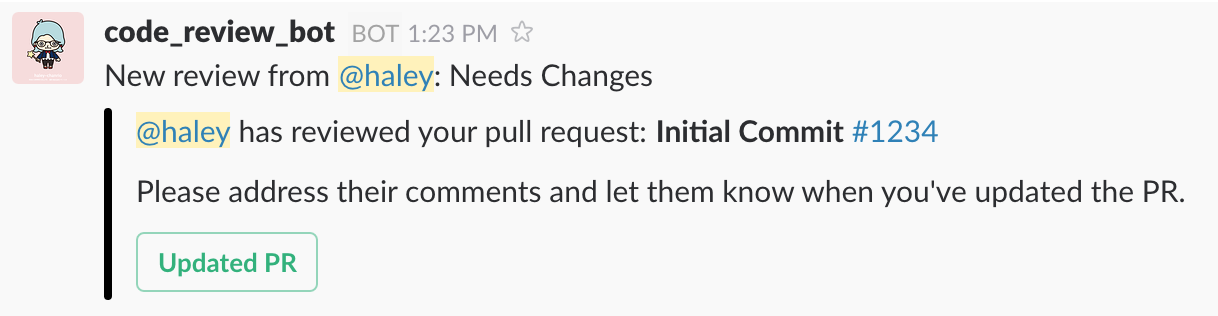 code_review_bot BOT 1:23 PM
New review from @haley: Needs Changes
@haley has reviewed your pull request: Initial Commit #1234
Please address their comments and let them know when you've updated the PR.
Updated PR